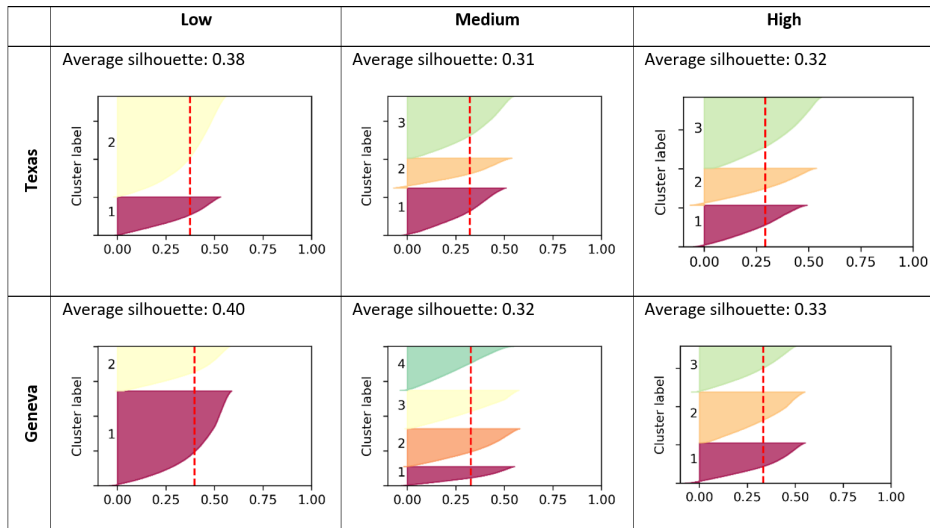 Low Medium High
Texas
Average silhouette: 0.38
Cluster label
2
1
0.00 0.25 0.50 0.75 1.00
Average silhouette: 0.31
Cluster label
3
2
1
0.00 0.25 0.50 0.75 1.00
Average silhouette: 0.32
Cluster label
3
2
1
0.00 0.25 0.50 0.75 1.00
Geneva
Average silhouette: 0.40
Cluster label
2
1
0.00 0.25 0.50 0.75 1.00
Average silhouette: 0.32
Cluster label
4
3
2
1
0.00 0.25 0.50 0.75 1.00
Average silhouette: 0.33
Cluster label
3
2
1
0.00 0.25 0.50 0.75 1.00